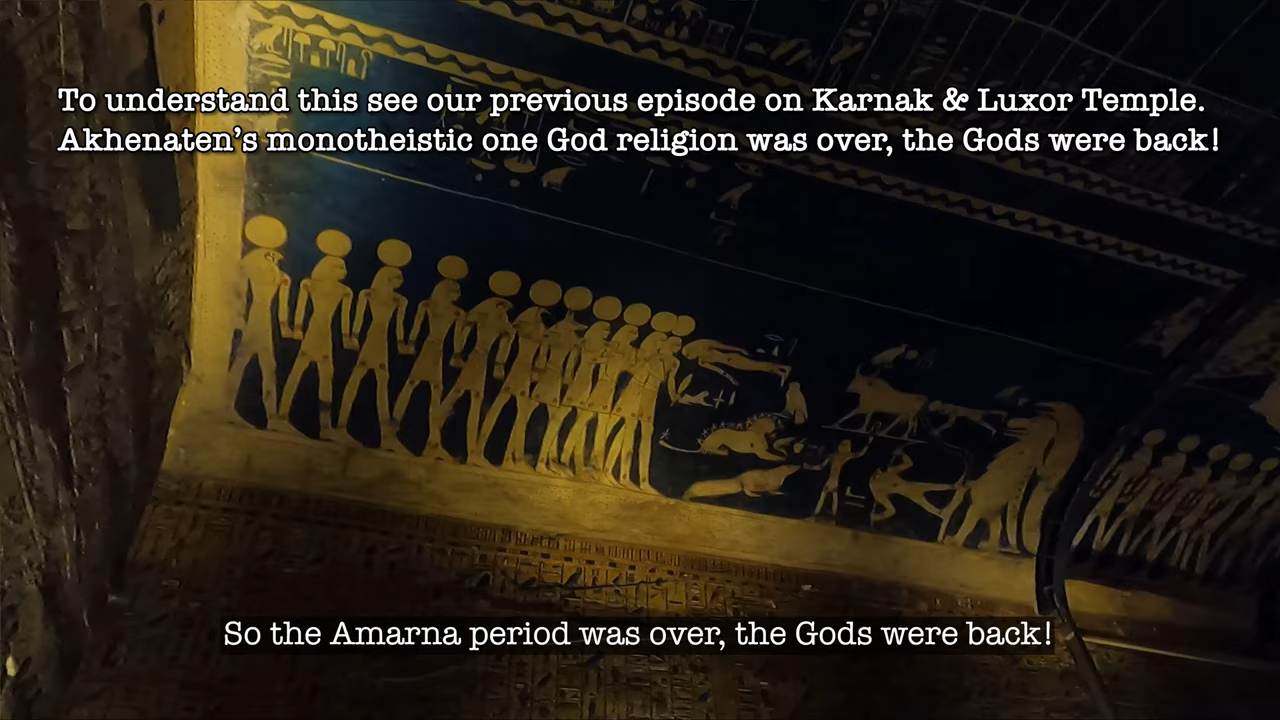 To understand this see our previous episode on Karnak & Luxor Temple.
Akhenaten's monotheistic one God religion was over, the Gods were back!
So the Amarna period was over, the Gods were back!